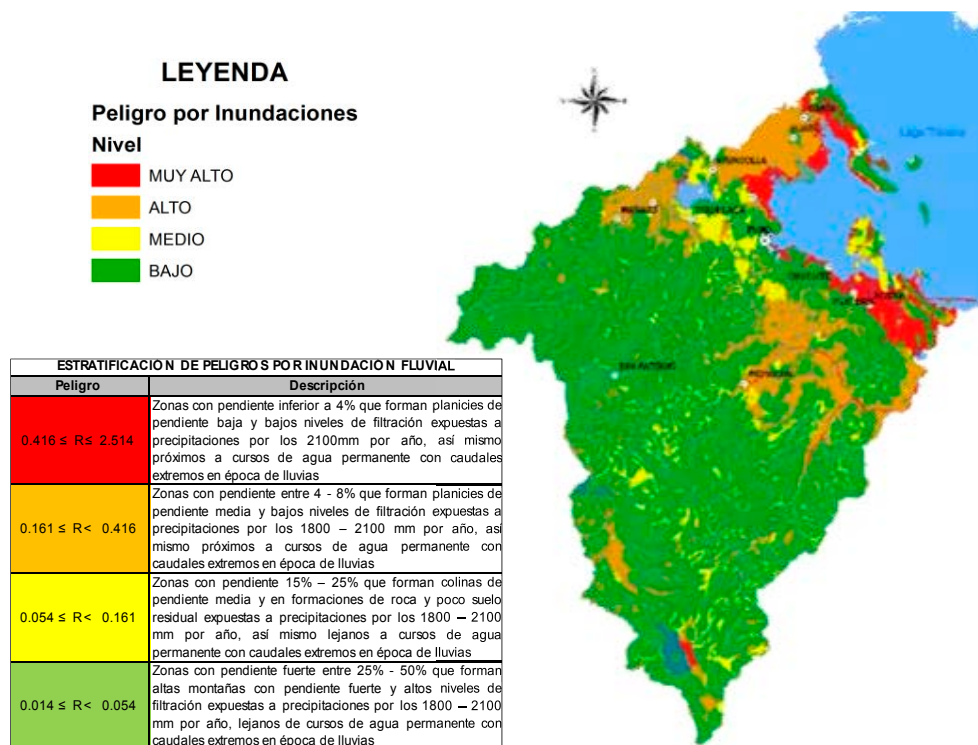 LEYENDA
Peligro por Inundaciones
Nivel
MUY ALTO
ALTO
MEDIO
BAJO
ESTRATIFICACION DE PELIGROS POR INUNDACION FLUVIAL
Peligro Descripción
0.416 ≤ R≤ 2.514
Zonas con pendiente inferior a 4% que forman planicies de
pendiente baja y bajos niveles de filtración expuestas a
precipitaciones por los 2100mm por año, así mismo
próximos a cursos de agua permanente con caudales
extremos en época de lluvias
0.161 ≤ R< 0.416
Zonas con pendiente entre 4 - 8% que forman planicies de
pendiente media y bajos niveles de filtración expuestas a
precipitaciones por los 1800 – 2100 mm por año, así
mismo próximos a cursos de agua permanente con
caudales extremos en época de lluvias
0.054 ≤ R< 0.161
Zonas con pendiente 15% – 25% que forman colinas de
pendiente media y en formaciones de roca y poco suelo
residual expuestas a precipitaciones por los 1800 – 2100
mm por año, así mismo lejanos a cursos de agua
permanente con caudales extremos en época de lluvias
0.014 ≤ R< 0.054
Zonas con pendiente fuerte entre 25% - 50% que forman
altas montañas con pendiente fuerte y altos niveles de
filtración expuestas a precipitaciones por los 1800 – 2100
mm por año, lejanos de cursos de agua permanente con
caudales extremos en época de lluvias
Lago Titicaca
PUNO
SAN ANTONIO